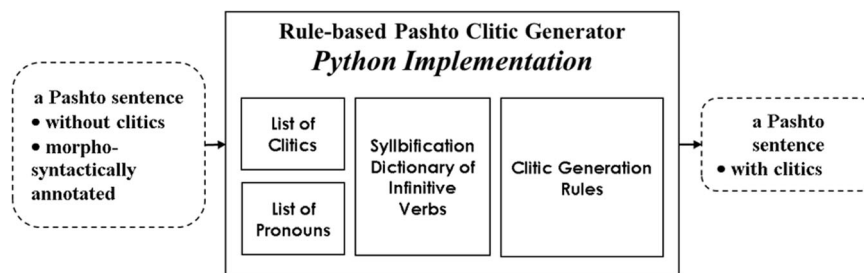 Rule-based Pashto Clitic Generator
Python Implementation
a Pashto sentence
• without clitics
• morpho-
syntactically
annotated
List of
Clitics
List of
Pronouns
Syllbification
Dictionary of
Infinitive
Verbs
Clitic Generation
Rules
a Pashto
sentence
• with clitics